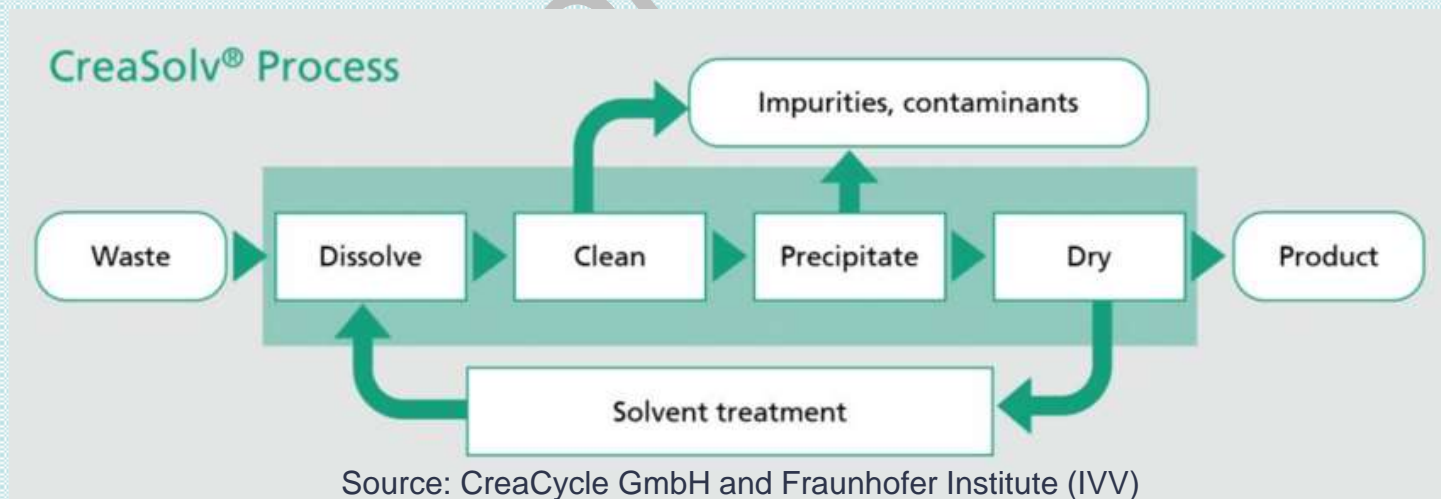 CreaSolv® Process
Impurities, contaminants
Waste
Dissolve
Clean
Precipitate
Dry
Product
Solvent treatment
Source: CreaCycle GmbH and Fraunhofer Institute (IVV)